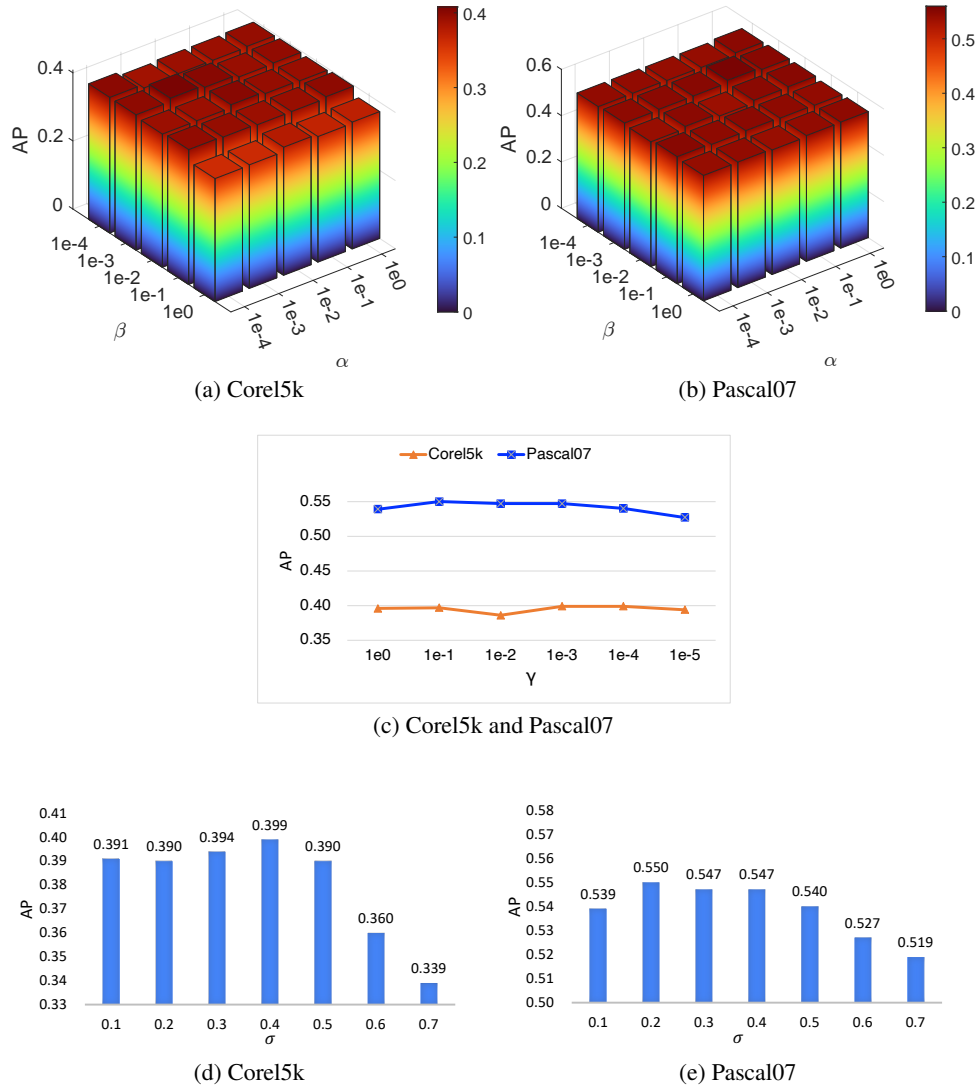 AP
0.4
0.2
0
1e-4
1e-3
1e-2
1e-1
1e0
β
1e-4
1e-3
1e-2
1e-1
1e0
α
0.4
0.3
0.2
0.1
0
(a) Corel5k
AP
0.6
0.4
0.2
0
1e-4
1e-3
1e-2
1e-1
1e0
β
1e-4
1e-3
1e-2
1e-1
1e0
α
0.5
0.4
0.3
0.2
0.1
0
(b) Pascal07
Corel5k Pascal07
AP
0.55
0.50
0.45
0.40
0.35
1e0 1e-1 1e-2 1e-3 1e-4 1e-5
γ
(c) Corel5k and Pascal07
AP
0.41
0.40
0.39
0.38
0.37
0.36
0.35
0.34
0.33
0.391 0.390 0.394 0.399 0.390 0.360 0.339
0.1 0.2 0.3 0.4 0.5 0.6 0.7
σ
(d) Corel5k
AP
0.58
0.57
0.56
0.55
0.54
0.53
0.52
0.51
0.50
0.539 0.550 0.547 0.547 0.540 0.527 0.519
0.1 0.2 0.3 0.4 0.5 0.6 0.7
σ
(e) Pascal07